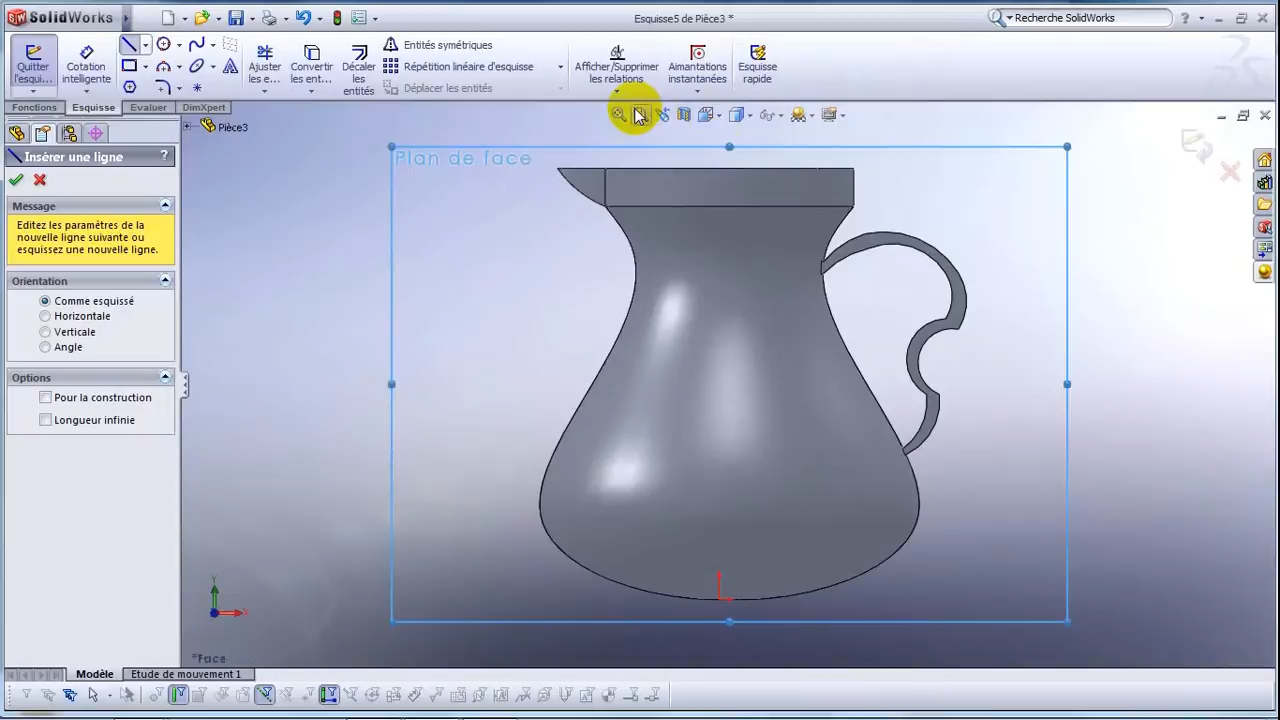 SolidWorks
Esquisse5 de Pièce3 *
Recherche SolidWorks
Quitter l'esqui...
Cotation intelligente
Ajuster les e...
Convertir les ent...
Décaler les entités
Entités symétriques
Répétition linéaire d'esquisse
Déplacer les entités
Afficher/Supprimer les relations
Aimantations instantanées
Esquisse rapide
Fonctions
Esquisse
Evaluer
DimXpert
Pièce3
Insérer une ligne
?
Message
Editez les paramètres de la
nouvelle ligne suivante ou
esquissez une nouvelle ligne.
Orientation
Comme esquissé
Horizontale
Verticale
Angle
Options
Pour la construction
Longueur infinie
Plan de face
Y
X
*Face
Modèle
Etude de mouvement 1